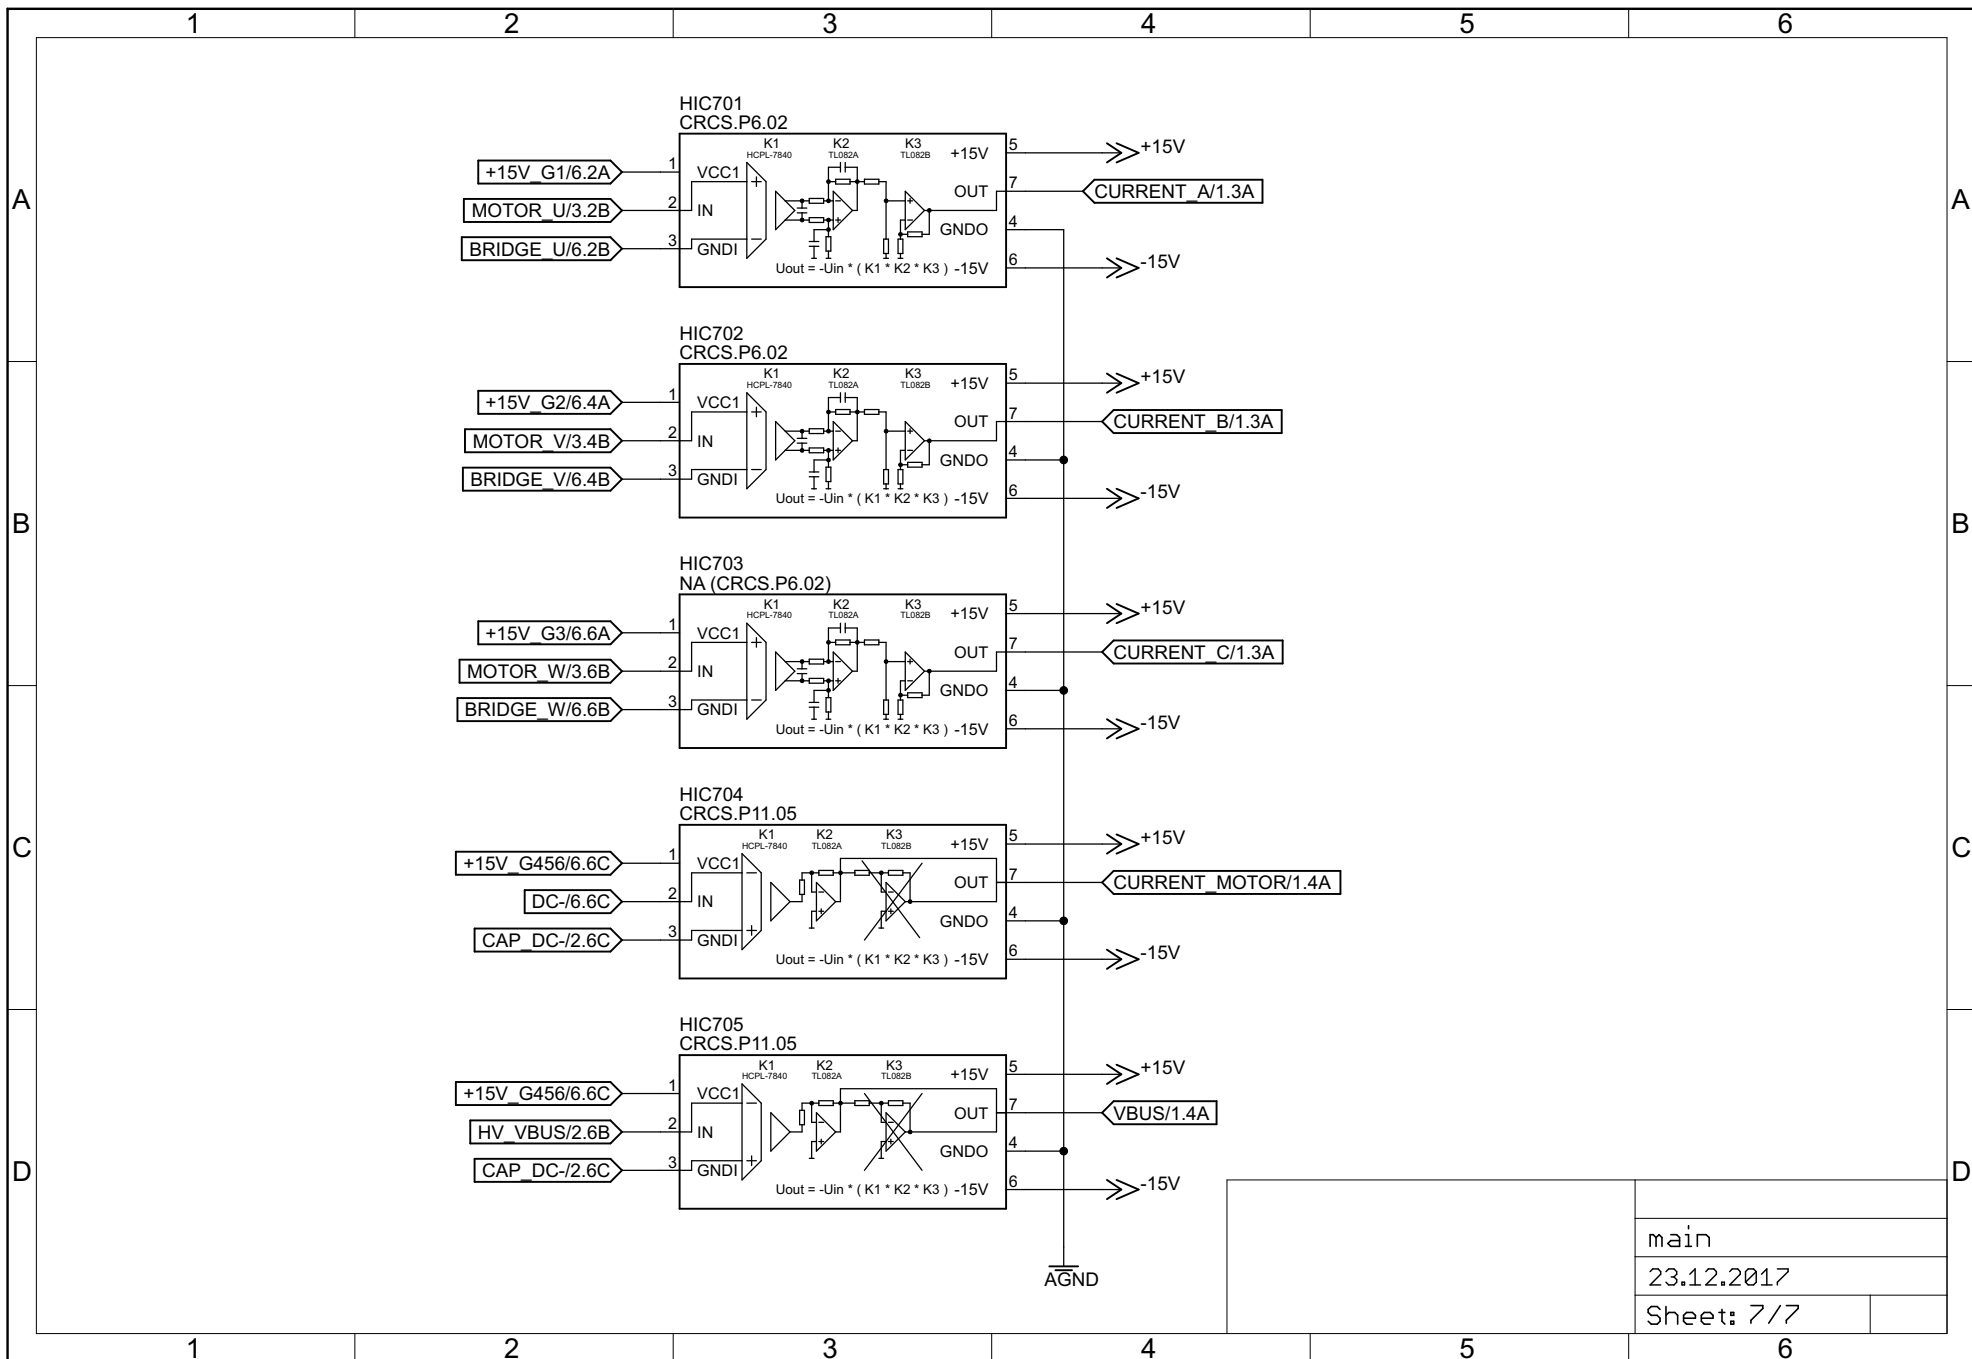 1 2 3 4 5 6
A A
HIC701
CRCS.P6.02
K1 K2 K3
HCPL-7840 TL082A TL082B
+15V_G1/6.2A 1 VCC1 +15V 5 +15V
MOTOR_U/3.2B 2 IN OUT 7 CURRENT_A/1.3A
BRIDGE_U/6.2B 3 GNDI GNDO 4
Uout = -Uin * ( K1 * K2 * K3 ) -15V 6 -15V
B B
HIC702
CRCS.P6.02
K1 K2 K3
HCPL-7840 TL082A TL082B
+15V_G2/6.4A 1 VCC1 +15V 5 +15V
MOTOR_V/3.4B 2 IN OUT 7 CURRENT_B/1.3A
BRIDGE_V/6.4B 3 GNDI GNDO 4
Uout = -Uin * ( K1 * K2 * K3 ) -15V 6 -15V
HIC703
NA (CRCS.P6.02)
K1 K2 K3
HCPL-7840 TL082A TL082B
+15V_G3/6.6A 1 VCC1 +15V 5 +15V
MOTOR_W/3.6B 2 IN OUT 7 CURRENT_C/1.3A
BRIDGE_W/6.6B 3 GNDI GNDO 4
Uout = -Uin * ( K1 * K2 * K3 ) -15V 6 -15V
C C
HIC704
CRCS.P11.05
K1 K2 K3
HCPL-7840 TL082A TL082B
+15V_G456/6.6C 1 VCC1 +15V 5 +15V
DC-/6.6C 2 IN OUT 7 CURRENT_MOTOR/1.4A
CAP_DC-/2.6C 3 GNDI GNDO 4
Uout = -Uin * ( K1 * K2 * K3 ) -15V 6 -15V
D D
HIC705
CRCS.P11.05
K1 K2 K3
HCPL-7840 TL082A TL082B
+15V_G456/6.6C 1 VCC1 +15V 5 +15V
HV_VBUS/2.6B 2 IN OUT 7 VBUS/1.4A
CAP_DC-/2.6C 3 GNDI GNDO 4
Uout = -Uin * ( K1 * K2 * K3 ) -15V 6 -15V
AGND
main
23.12.2017
Sheet: 7/7
1 2 3 4 5 6